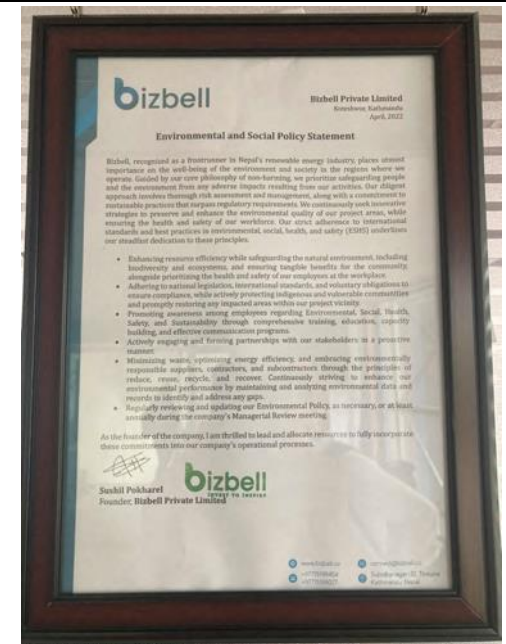 bizbell
Bizbell Private Limited
Koteshwor, Kathmandu
April, 2022
Environmental and Social Policy Statement
Bizbell, recognized as a frontrunner in Nepal's renewable energy industry, places utmost
importance on the well-being of the environment and society in the regions where we
operate. Guided by our core philosophy of non-harming, we prioritize safeguarding people
and the environment from any adverse impacts resulting from our activities. Our diligent
approach involves thorough risk assessment and management, along with a commitment to
sustainable practices that surpass regulatory requirements. We continuously seek innovative
strategies to preserve and enhance the environmental quality of our project areas, while
ensuring the health and safety of our workforce. Our strict adherence to international
standards and best practices in environmental, social, health, and safety (ESHS) underlines
our steadfast dedication to these principles.
• Enhancing resource efficiency while safeguarding the natural environment, including
biodiversity and ecosystems, and ensuring tangible benefits for the community,
alongside prioritizing the health and safety of our employees at the workplace.
• Adhering to national legislation, international standards, and voluntary obligations to
ensure compliance, while actively protecting indigenous and vulnerable communities
and promptly restoring any impacted areas within our project vicinity.
• Promoting awareness among employees regarding Environmental, Social, Health,
Safety, and Sustainability through comprehensive training, education, capacity
building, and effective communication programs.
• Actively engaging and forming partnerships with our stakeholders in a proactive
manner.
• Minimizing waste, optimizing energy efficiency, and embracing environmentally
responsible suppliers, contractors, and subcontractors through the principles of
reduce, reuse, recycle, and recover. Continuously striving to enhance our
environmental performance by maintaining and analyzing environmental data and
records to identify and address any gaps.
• Regularly reviewing and updating our Environmental Policy, as necessary, or at least
annually during the company's Managerial Review meeting.
As the founder of the company, I am thrilled to lead and allocate resources to fully incorporate
these commitments into our company's operational processes.
bizbell
INVEST TO INSPIRE
Sushil Pokharel
Founder, Bizbell Private Limited
Kathmandu, Nepal